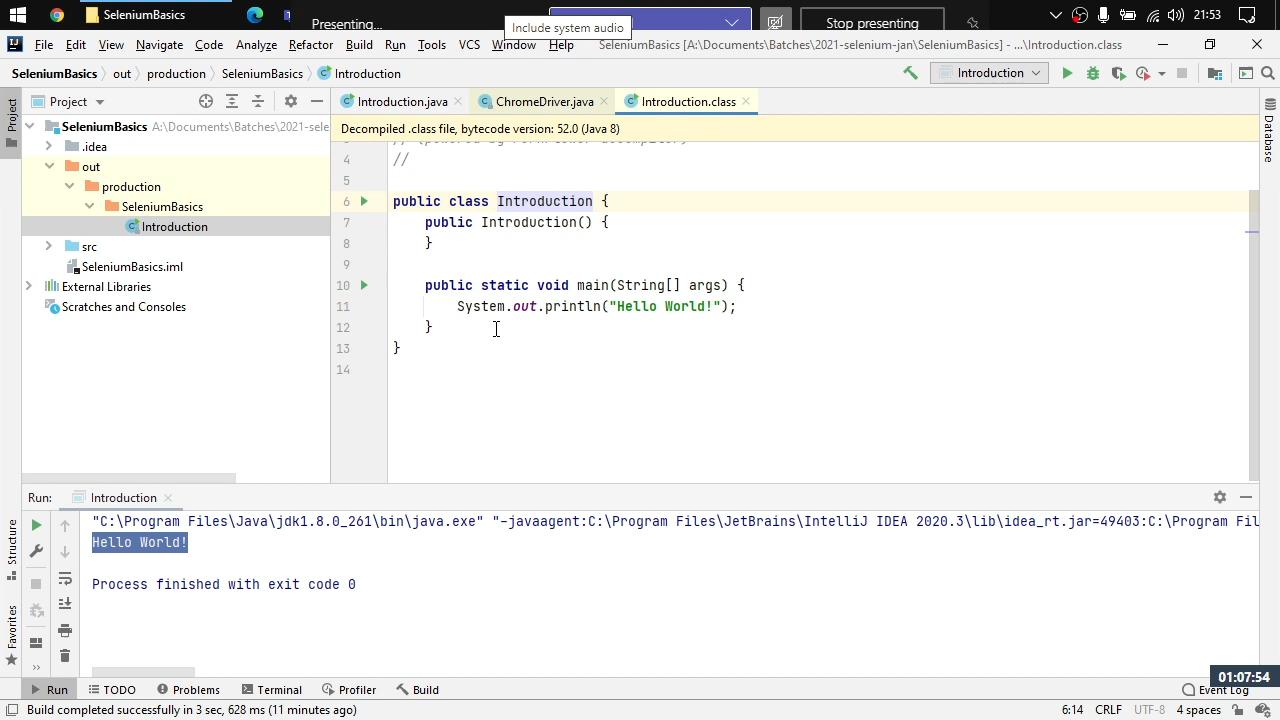 SeleniumBasics
Presenting...
Include system audio
Stop presenting
21:53
File Edit View Navigate Code Analyze Refactor Build Run Tools VCS Window Help
SeleniumBasics [A:\Documents\Batches\2021-selenium-jan\SeleniumBasics] - ...\Introduction.class
SeleniumBasics out production SeleniumBasics Introduction
Introduction
Project
Introduction.java
ChromeDriver.java
Introduction.class
Decompiled .class file, bytecode version: 52.0 (Java 8)
Project
Database
SeleniumBasics A:\Documents\Batches\2021-sele
.idea
out
production
SeleniumBasics
Introduction
src
SeleniumBasics.iml
External Libraries
Scratches and Consoles
4 //
5
6 public class Introduction {
7 public Introduction() {
8 }
9
10 public static void main(String[] args) {
11 System.out.println("Hello World!");
12 }
13 }
14
Run: Introduction
"C:\Program Files\Java\jdk1.8.0_261\bin\java.exe" "-javaagent:C:\Program Files\JetBrains\IntelliJ IDEA 2020.3\lib\idea_rt.jar=49403:C:\Program Fil
Hello World!
Process finished with exit code 0
Structure
Favorites
01:07:54
Run TODO Problems Terminal Profiler Build Event Log
Build completed successfully in 3 sec, 628 ms (11 minutes ago)
6:14 CRLF UTF-8 4 spaces